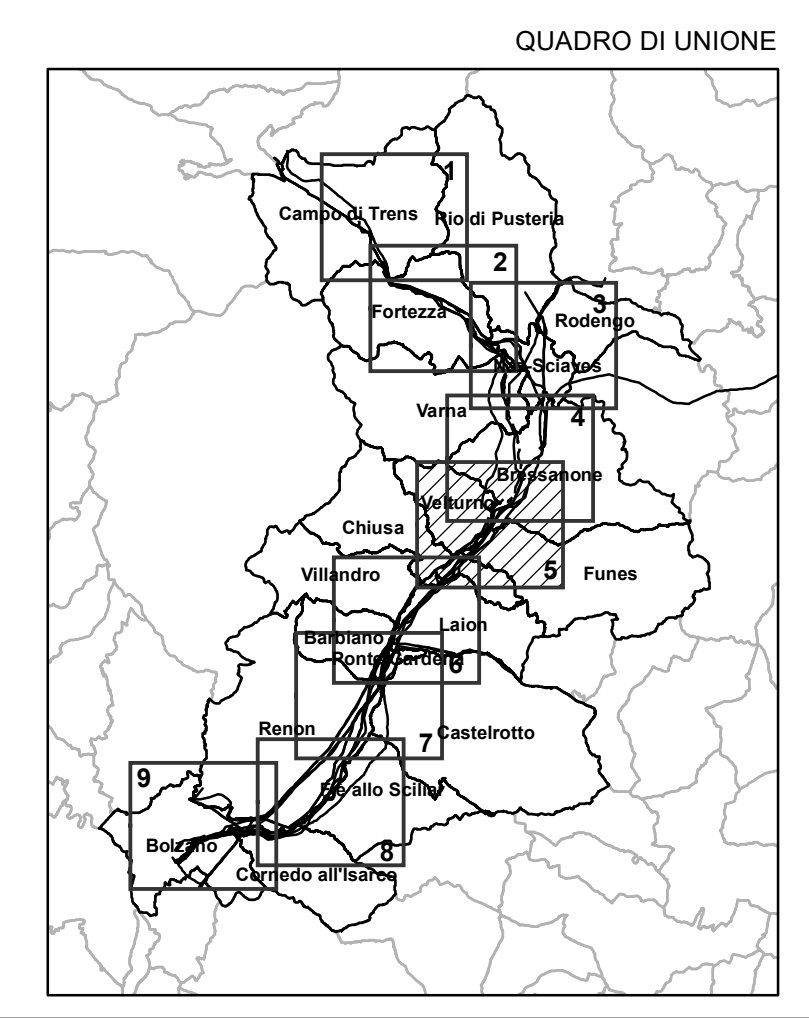 QUADRO DI UNIONE
1
Campo di Trens
Rio di Pusteria
2
3
Fortezza
Rodengo
Naz-Sciaves
Varna
4
Bressanone
Velturno
Chiusa
5
Villandro
Funes
Laion
Barbiano
Ponte Gardena
6
Renon
7
Castelrotto
9
Fie allo Sciliar
Bolzano
8
Cornedo all'Isarco